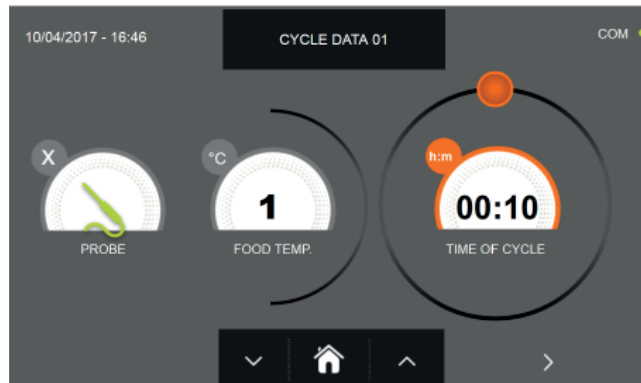 10/04/2017 - 16:46
CYCLE DATA 01
COM
X
°C
h:m
1
00:10
PROBE
FOOD TEMP.
TIME OF CYCLE